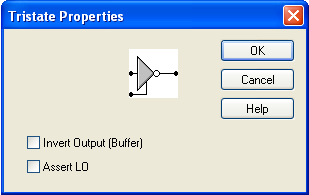 Tristate Properties
OK
Cancel
Help
Invert Output (Buffer)
Assert LO